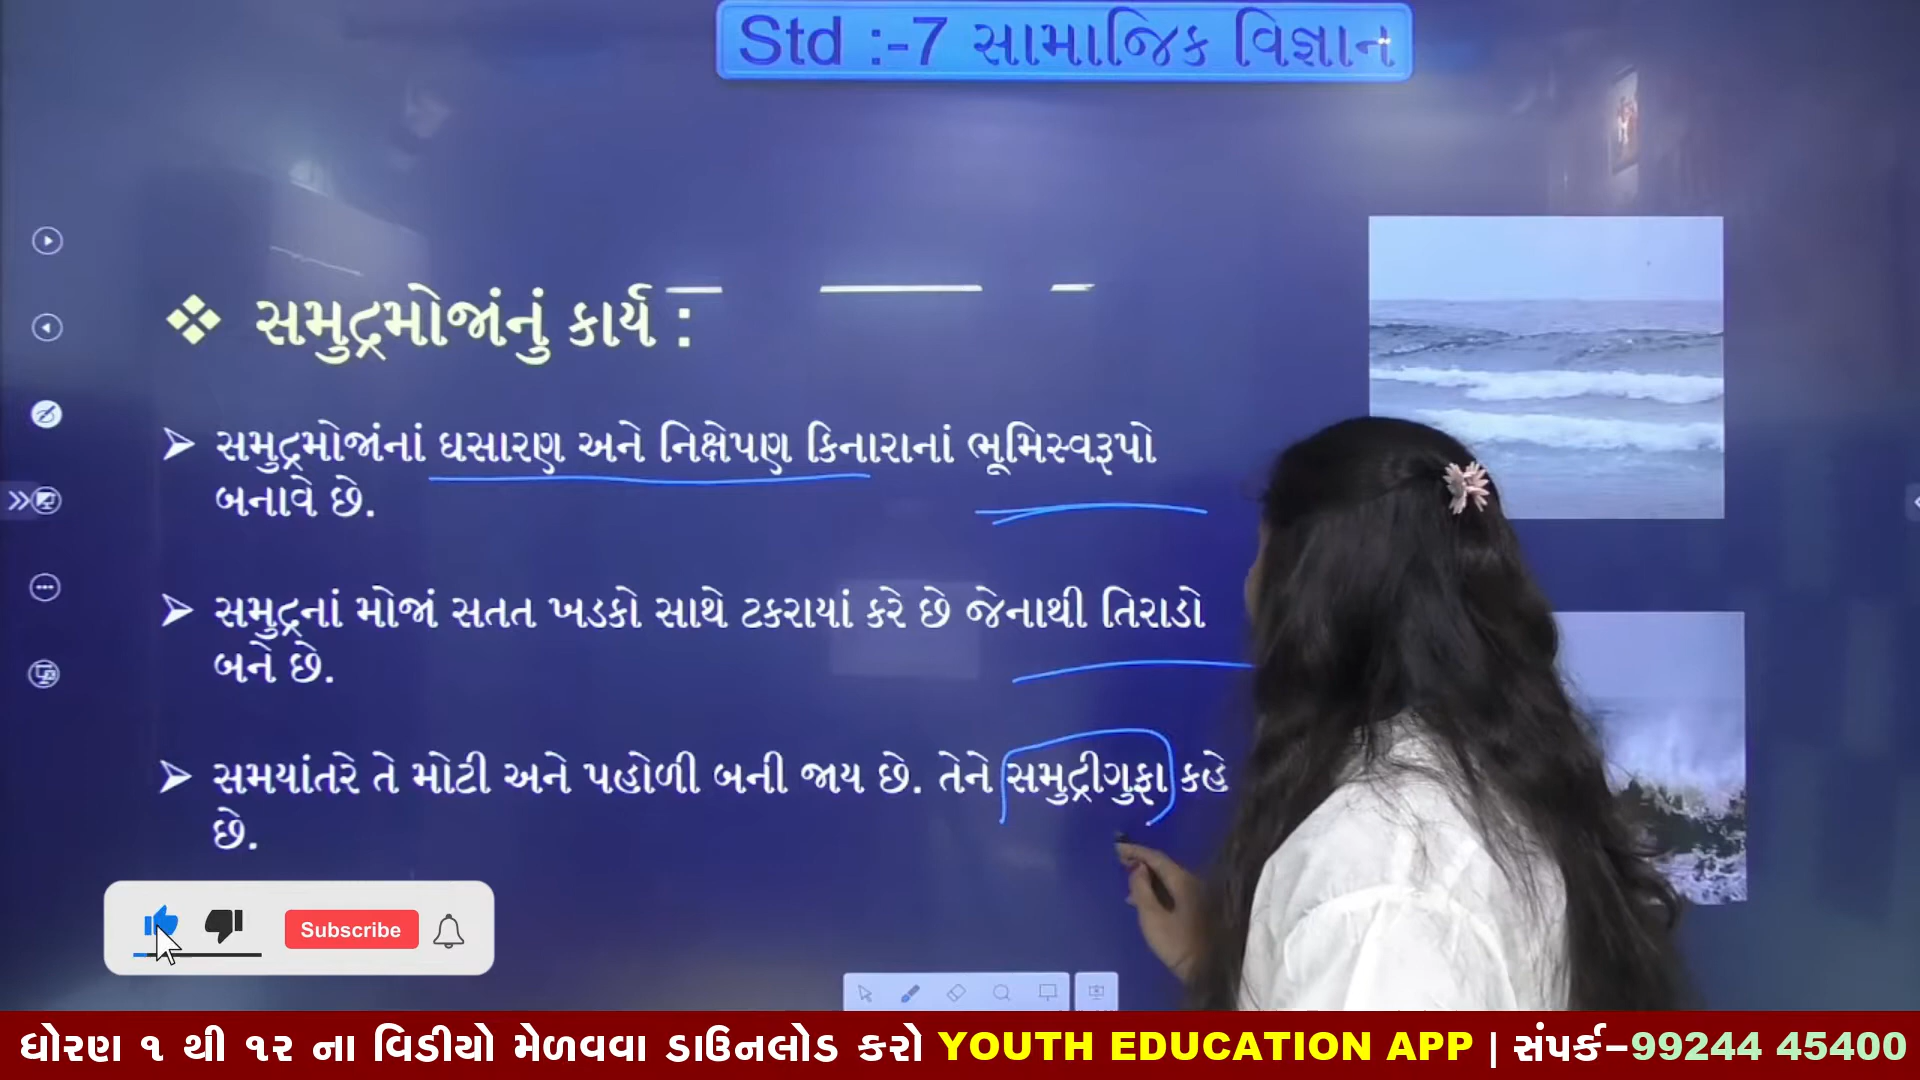 Std :-7 સામાજિક વિજ્ઞાન
❖ સમુદ્રમોજાંનું કાર્ય :
➢ સમુદ્રમોજાંનાં ઘસારણ અને નિક્ષેપણ કિનારાનાં ભૂમિસ્વરૂપો
બનાવે છે.
➢ સમુદ્રનાં મોજાં સતત ખડકો સાથે ટકરાયાં કરે છે જેનાથી તિરાડો
બને છે.
➢ સમયાંતરે તે મોટી અને પહોળી બની જાય છે. તેને સમુદ્રીગુફા કહે
છે.
Subscribe
ધોરણ ૧ થી ૧૨ ના વિડીયો મેળવવા ડાઉનલોડ કરો YOUTH EDUCATION APP | સંપર્ક–99244 45400